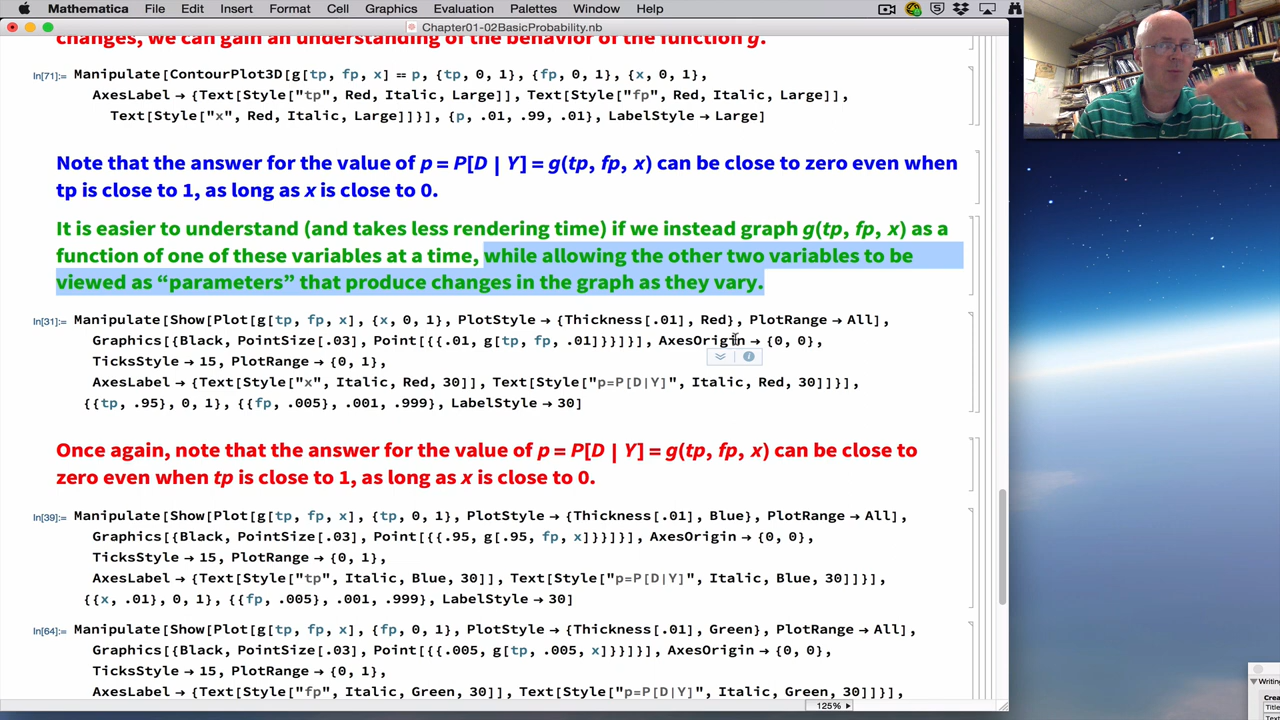 Mathematica File Edit Insert Format Cell Graphics Evaluation Palettes Window Help
Chapter01-02BasicProbability.nb
changes, we can gain an understanding of the behavior of the function g.
In[71]:= Manipulate[ContourPlot3D[g[tp, fp, x] == p, {tp, 0, 1}, {fp, 0, 1}, {x, 0, 1},
AxesLabel → {Text[Style["tp", Red, Italic, Large]], Text[Style["fp", Red, Italic, Large]],
Text[Style["x", Red, Italic, Large]]}], {p, .01, .99, .01}, LabelStyle → Large]
Note that the answer for the value of p = P[D | Y] = g(tp, fp, x) can be close to zero even when
tp is close to 1, as long as x is close to 0.
It is easier to understand (and takes less rendering time) if we instead graph g(tp, fp, x) as a
function of one of these variables at a time, while allowing the other two variables to be
viewed as “parameters” that produce changes in the graph as they vary.
In[31]:= Manipulate[Show[Plot[g[tp, fp, x], {x, 0, 1}, PlotStyle → {Thickness[.01], Red}, PlotRange → All],
Graphics[{Black, PointSize[.03], Point[{{.01, g[tp, fp, .01]}}]}], AxesOrigin → {0, 0},
TicksStyle → 15, PlotRange → {0, 1},
AxesLabel → {Text[Style["x", Italic, Red, 30]], Text[Style["p=P[D|Y]", Italic, Red, 30]]}],
{{tp, .95}, 0, 1}, {{fp, .005}, .001, .999}, LabelStyle → 30]
Once again, note that the answer for the value of p = P[D | Y] = g(tp, fp, x) can be close to
zero even when tp is close to 1, as long as x is close to 0.
In[39]:= Manipulate[Show[Plot[g[tp, fp, x], {tp, 0, 1}, PlotStyle → {Thickness[.01], Blue}, PlotRange → All],
Graphics[{Black, PointSize[.03], Point[{{.95, g[.95, fp, x]}}]}], AxesOrigin → {0, 0},
TicksStyle → 15, PlotRange → {0, 1},
AxesLabel → {Text[Style["tp", Italic, Blue, 30]], Text[Style["p=P[D|Y]", Italic, Blue, 30]]}],
{{x, .01}, 0, 1}, {{fp, .005}, .001, .999}, LabelStyle → 30]
In[64]:= Manipulate[Show[Plot[g[tp, fp, x], {fp, 0, 1}, PlotStyle → {Thickness[.01], Green}, PlotRange → All],
Graphics[{Black, PointSize[.03], Point[{{.005, g[tp, .005, x]}}]}], AxesOrigin → {0, 0},
TicksStyle → 15, PlotRange → {0, 1},
AxesLabel → {Text[Style["fp", Italic, Green, 30]], Text[Style["p=P[D|Y]", Italic, Green, 30]]}],
125%
Writing
Crea
Title